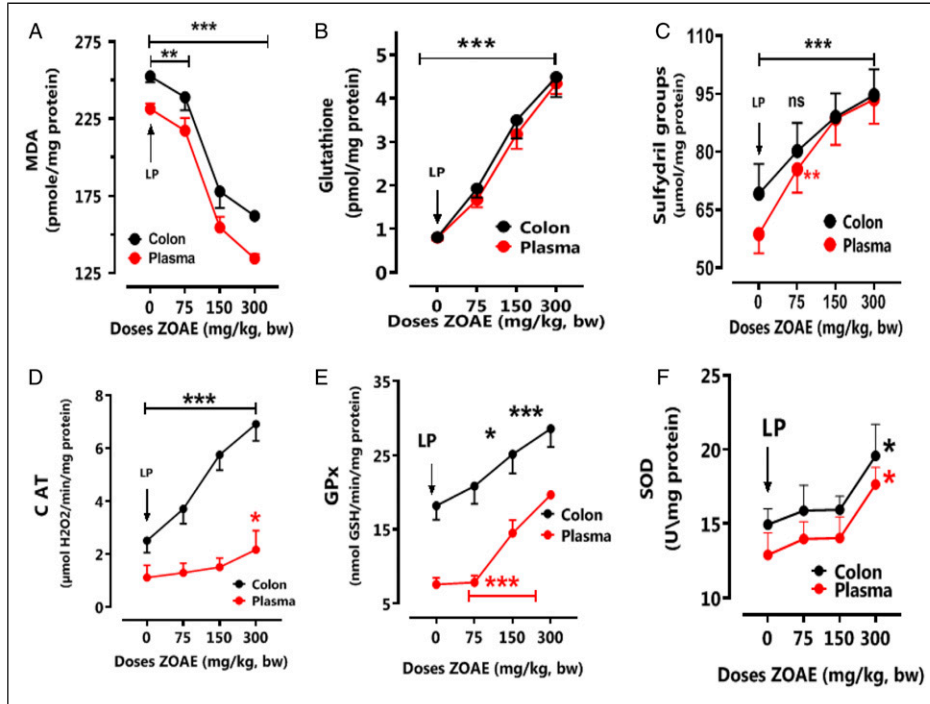 A
275
***
**
225
MDA
(pmole/mg protein)
LP
175
Colon
Plasma
125
0 75 150 300
Doses ZOAE (mg/kg, bw)
B
6
***
5
4
Glutathione
(pmol/mg protein)
3
2
LP
1
Colon
Plasma
0
0 75 150 300
Doses ZOAE (mg/kg, bw)
C
110
***
95
LP
ns
80
Sulfydril groups
(µmol/mg protein)
**
65
Colon
Plasma
50
0 75 150 300
Doses ZOAE (mg/kg, bw)
D
8
***
6
C AT
(µmol H2O2/min/mg protein)
LP
4
*
2
Colon
Plasma
0
0 75 150 300
Doses ZOAE (mg/kg, bw)
E
35
***
*
LP
25
GPx
(nmol GSH/min/mg protein)
Colon
Plasma
15
***
5
0 75 150 300
Doses ZOAE (mg/kg, bw)
F
25
LP
20
*
*
SOD
(U\mg protein)
15
Colon
Plasma
10
0 75 150 300
Doses ZOAE (mg/kg, bw)